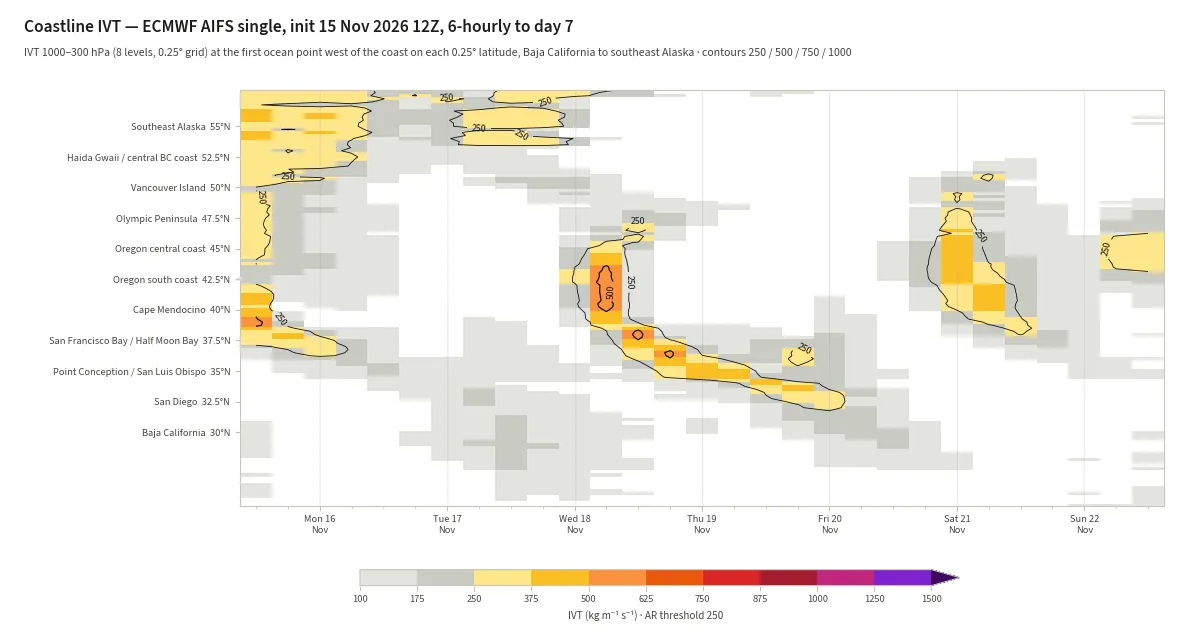 Coastline IVT — ECMWF AIFS single, init 15 Nov 2026 12Z, 6-hourly to day 7
IVT 1000–300 hPa (8 levels, 0.25° grid) at the first ocean point west of the coast on each 0.25° latitude, Baja California to southeast Alaska · contours 250 / 500 / 750 / 1000
250
250
Southeast Alaska 55°N
250
250
Haida Gwaii / central BC coast 52.5°N
250
Vancouver Island 50°N
250
Olympic Peninsula 47.5°N
250
250
Oregon central coast 45°N
250
Oregon south coast 42.5°N
250
500
Cape Mendocino 40°N
250
San Francisco Bay / Half Moon Bay 37.5°N
250
Point Conception / San Luis Obispo 35°N
San Diego 32.5°N
Baja California 30°N
Mon 16 Tue 17 Wed 18 Thu 19 Fri 20 Sat 21 Sun 22
Nov Nov Nov Nov Nov Nov Nov
100 175 250 375 500 625 750 875 1000 1250 1500
IVT (kg m⁻¹ s⁻¹) · AR threshold 250